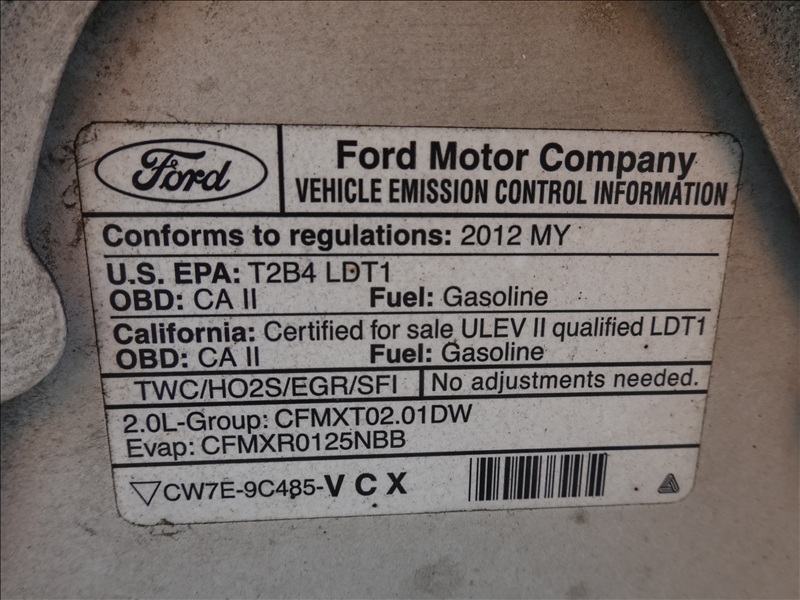 Ford
Ford Motor Company
VEHICLE EMISSION CONTROL INFORMATION
Conforms to regulations: 2012 MY
U.S. EPA: T2B4 LDT1
OBD: CA II Fuel: Gasoline
California: Certified for sale ULEV II qualified LDT1
OBD: CA II Fuel: Gasoline
TWC/HO2S/EGR/SFI No adjustments needed.
2.0L-Group: CFMXT02.01DW
Evap: CFMXR0125NBB
CW7E-9C485-V C X